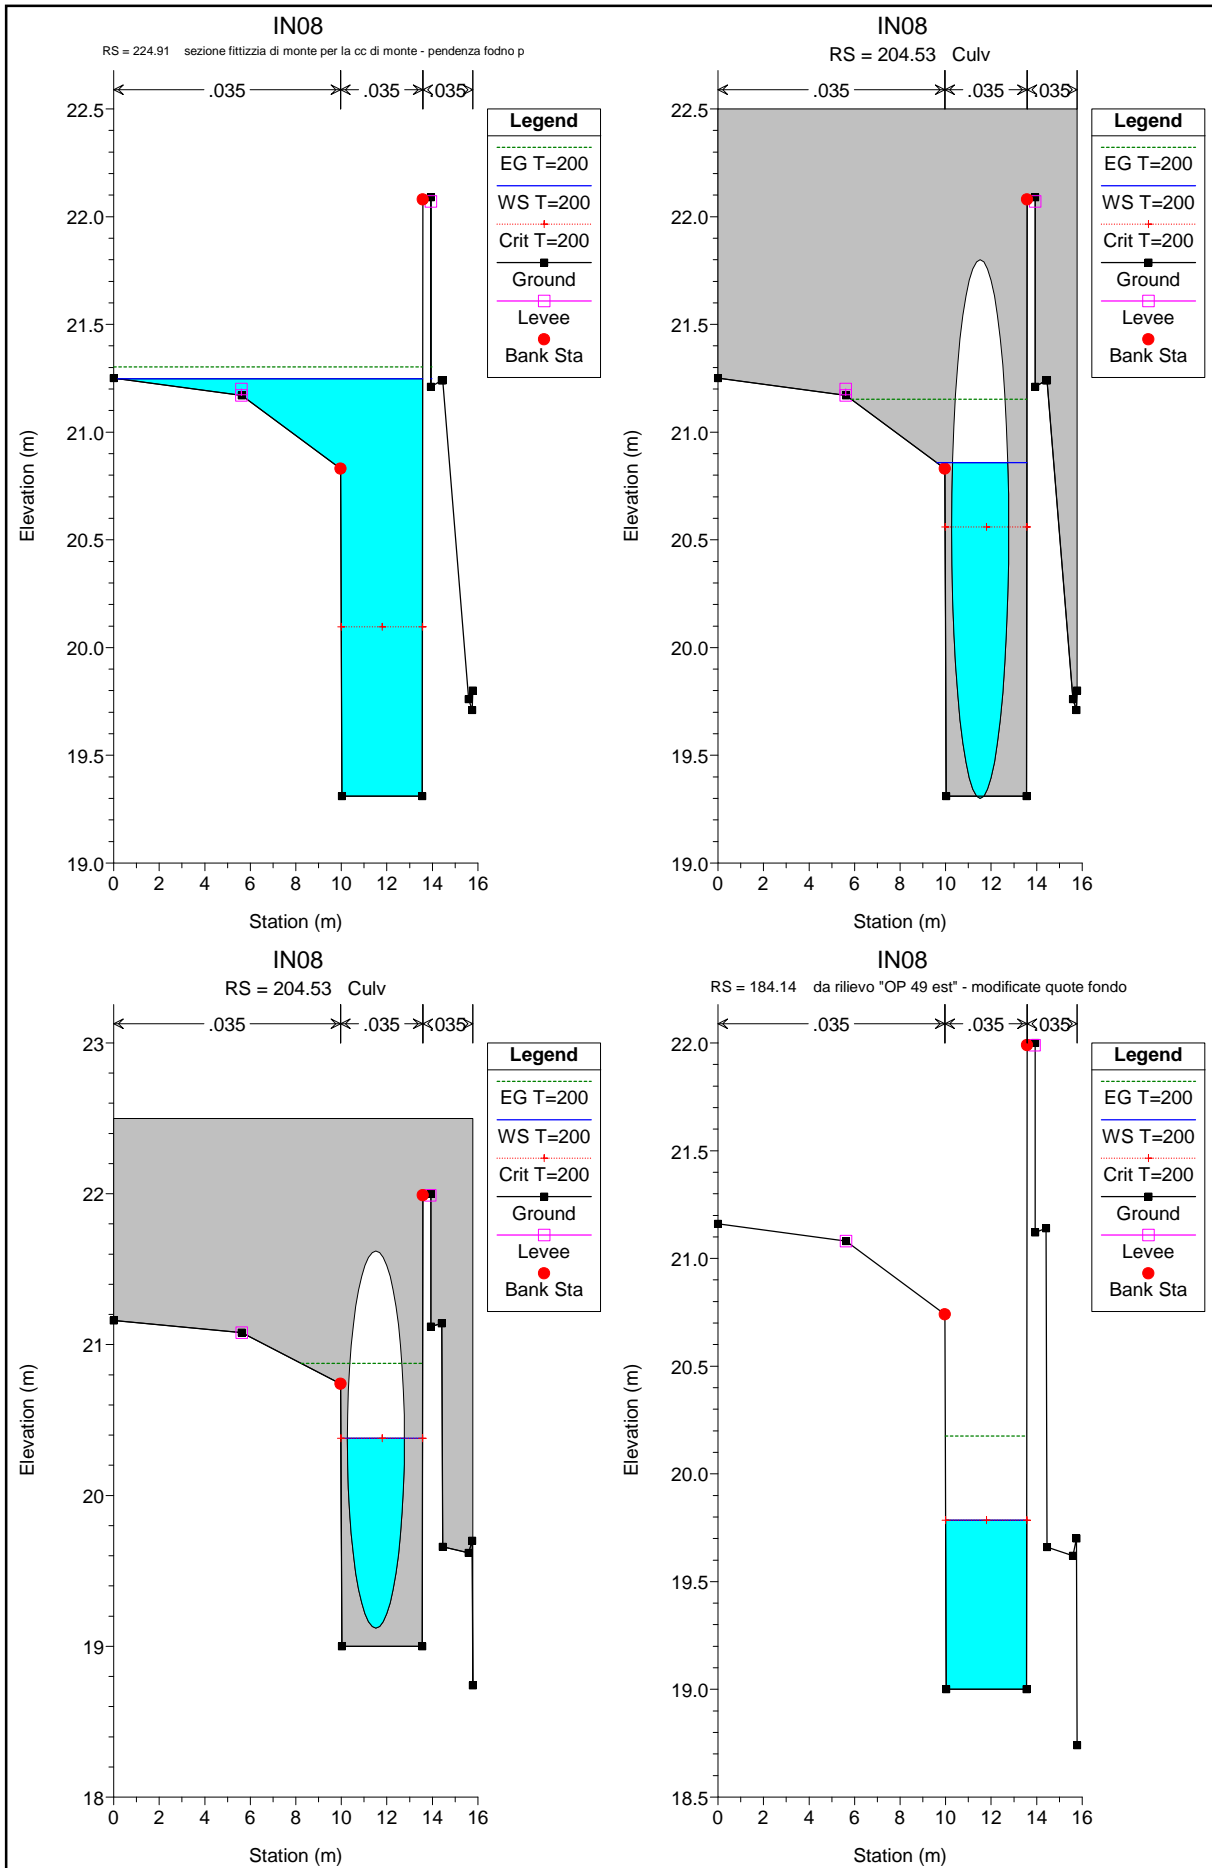 IN08
RS = 224.91 sezione fittizzia di monte per la cc di monte - pendenza fodno p
.035
.035
.035
22.5
22.0
21.5
21.0
20.5
20.0
19.5
19.0
Elevation (m)
0 2 4 6 8 10 12 14 16
Station (m)
Legend
EG T=200
WS T=200
Crit T=200
Ground
Levee
Bank Sta
IN08
RS = 204.53 Culv
.035
.035
.035
22.5
22.0
21.5
21.0
20.5
20.0
19.5
19.0
Elevation (m)
0 2 4 6 8 10 12 14 16
Station (m)
Legend
EG T=200
WS T=200
Crit T=200
Ground
Levee
Bank Sta
IN08
RS = 204.53 Culv
.035
.035
.035
23
22
21
20
19
18
Elevation (m)
0 2 4 6 8 10 12 14 16
Station (m)
Legend
EG T=200
WS T=200
Crit T=200
Ground
Levee
Bank Sta
IN08
RS = 184.14 da rilievo "OP 49 est" - modificate quote fondo
.035
.035
.035
22.0
21.5
21.0
20.5
20.0
19.5
19.0
18.5
Elevation (m)
0 2 4 6 8 10 12 14 16
Station (m)
Legend
EG T=200
WS T=200
Crit T=200
Ground
Levee
Bank Sta